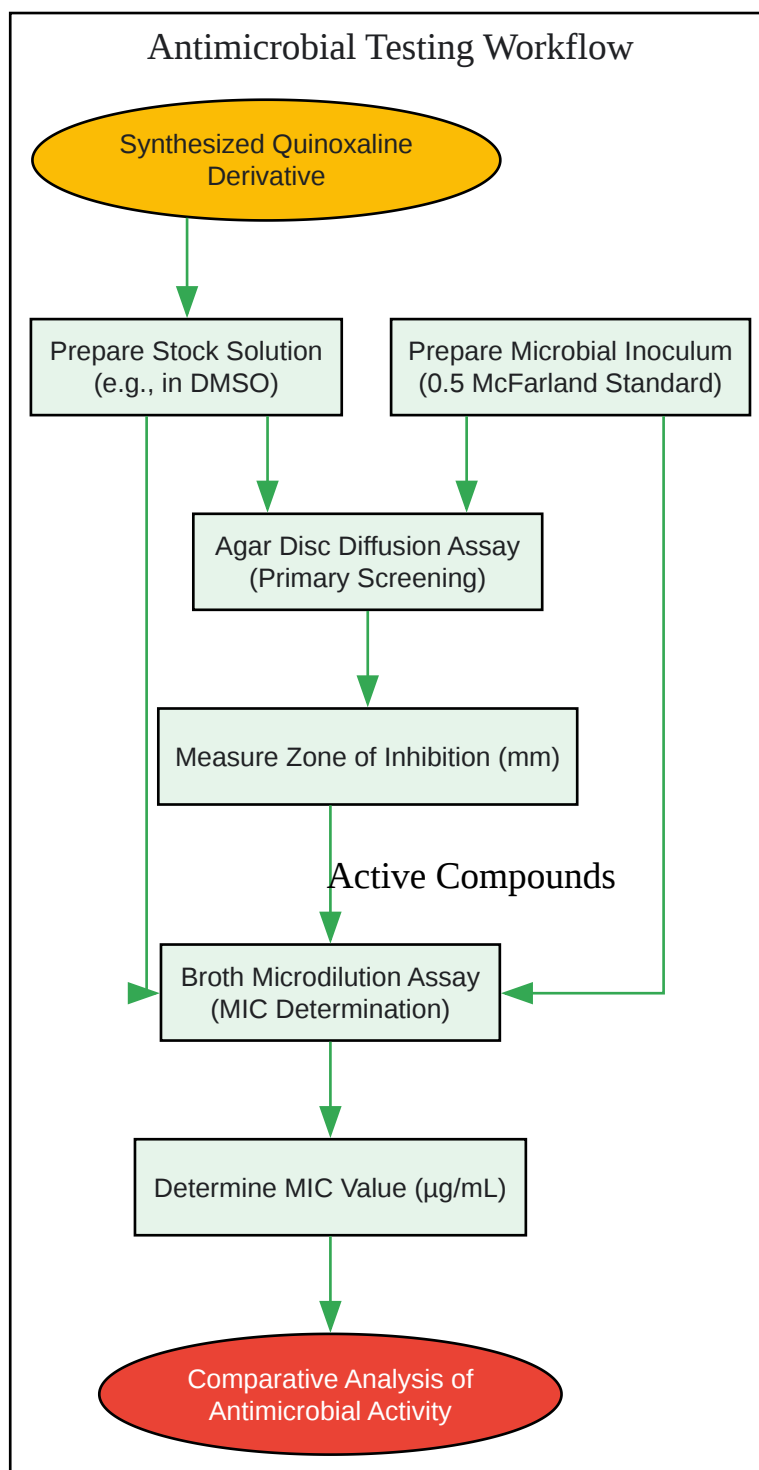 Antimicrobial Testing Workflow
Synthesized Quinoxaline
Derivative
Prepare Stock Solution
(e.g., in DMSO)
Prepare Microbial Inoculum
(0.5 McFarland Standard)
Agar Disc Diffusion Assay
(Primary Screening)
Measure Zone of Inhibition (mm)
Active Compounds
Broth Microdilution Assay
(MIC Determination)
Determine MIC Value (µg/mL)
Comparative Analysis of
Antimicrobial Activity